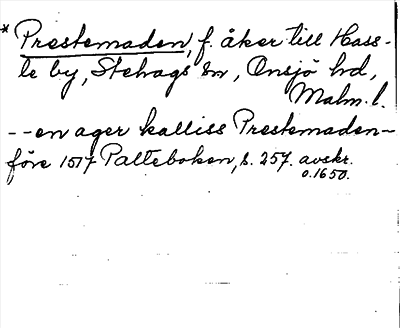 * Prestemaden, f. åker till Hass-
le by, Stehags sn, Onsjö hd,
Malm. l.
--en ager kalliss Prestemaden--
före 1517 Palteboken, s. 257. avskr.
o. 1650.